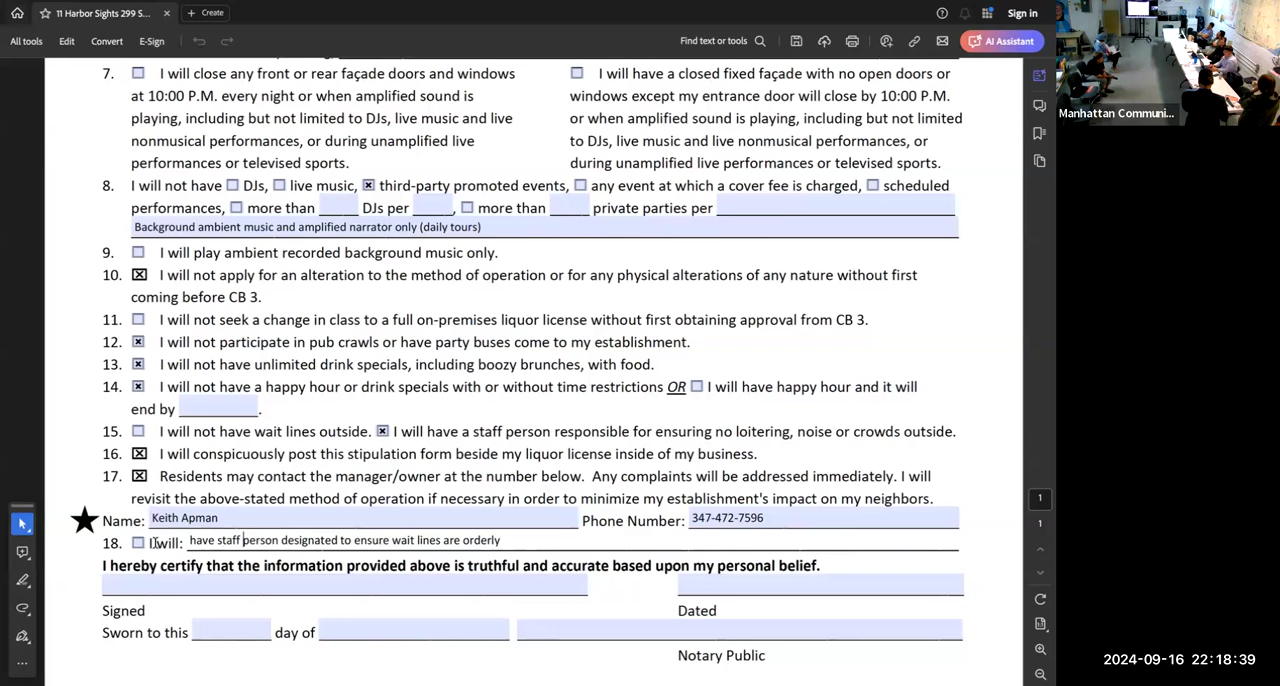 11 Harbor Sights 299 S...
Create
Sign in
All tools
Edit
Convert
E-Sign
Find text or tools
AI Assistant
Manhattan Communi...
7. I will close any front or rear façade doors and windows
at 10:00 P.M. every night or when amplified sound is
playing, including but not limited to DJs, live music and live
nonmusical performances, or during unamplified live
performances or televised sports.
I will have a closed fixed façade with no open doors or
windows except my entrance door will close by 10:00 P.M.
or when amplified sound is playing, including but not limited
to DJs, live music and live nonmusical performances, or
during unamplified live performances or televised sports.
8. I will not have DJs, live music, third-party promoted events, any event at which a cover fee is charged, scheduled
performances, more than DJs per , more than private parties per
Background ambient music and amplified narrator only (daily tours)
9. I will play ambient recorded background music only.
10. I will not apply for an alteration to the method of operation or for any physical alterations of any nature without first
coming before CB 3.
11. I will not seek a change in class to a full on-premises liquor license without first obtaining approval from CB 3.
12. I will not participate in pub crawls or have party buses come to my establishment.
13. I will not have unlimited drink specials, including boozy brunches, with food.
14. I will not have a happy hour or drink specials with or without time restrictions OR I will have happy hour and it will
end by .
15. I will not have wait lines outside. I will have a staff person responsible for ensuring no loitering, noise or crowds outside.
16. I will conspicuously post this stipulation form beside my liquor license inside of my business.
17. Residents may contact the manager/owner at the number below. Any complaints will be addressed immediately. I will
revisit the above-stated method of operation if necessary in order to minimize my establishment's impact on my neighbors.
Name: Keith Apman Phone Number: 347-472-7596
18. I will: have staff person designated to ensure wait lines are orderly
I hereby certify that the information provided above is truthful and accurate based upon my personal belief.
Signed Dated
Sworn to this day of
Notary Public
1
1
2024-09-16 22:18:39